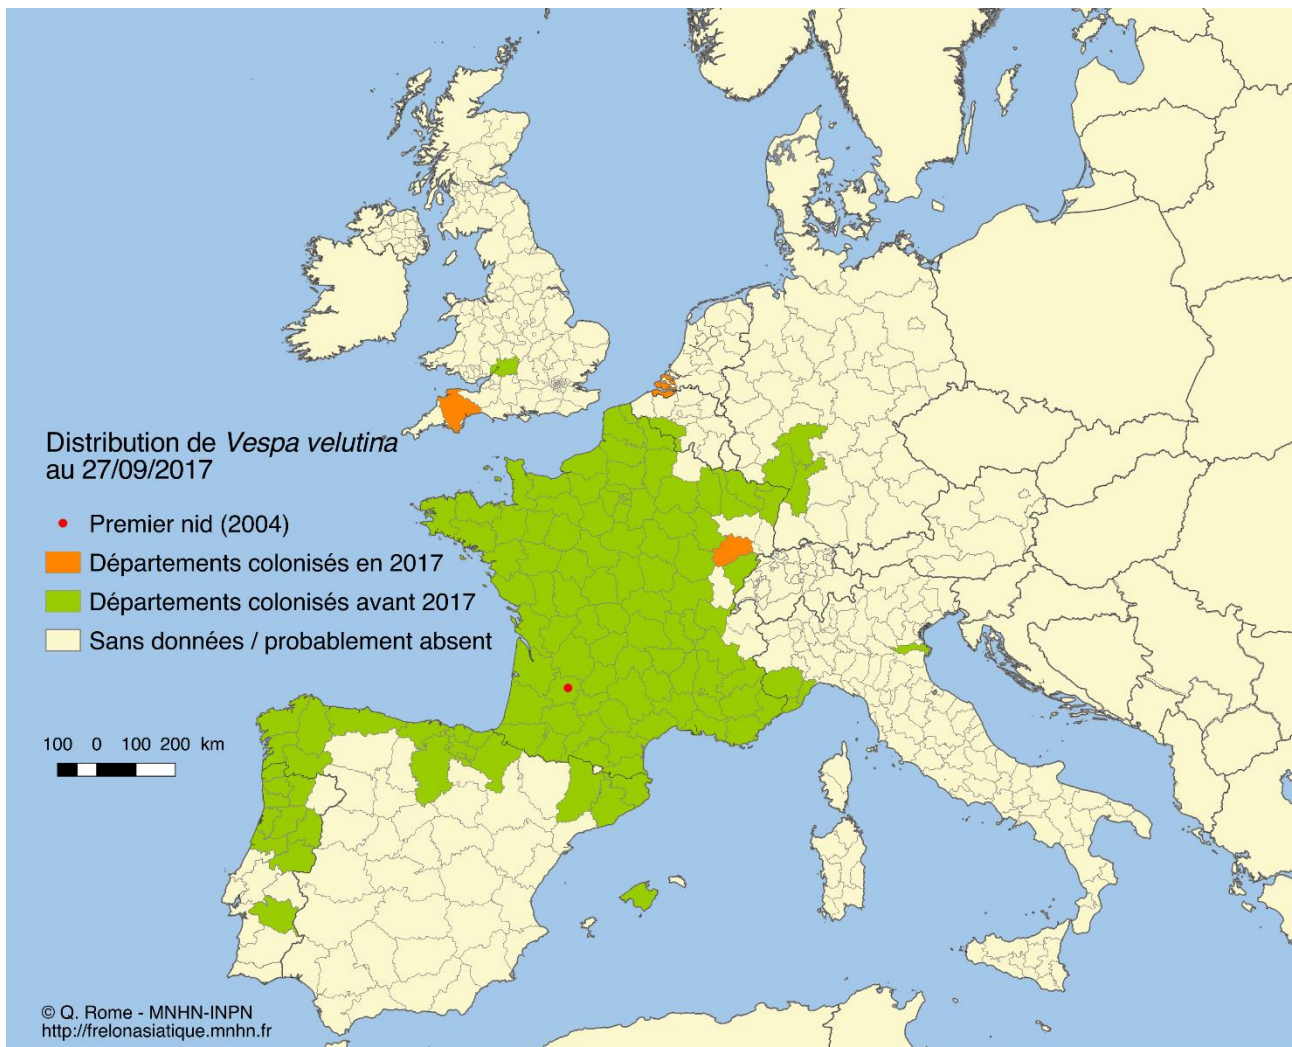 Distribution de Vespa velutina
au 27/09/2017
Premier nid (2004)
Départements colonisés en 2017
Départements colonisés avant 2017
Sans données / probablement absent
100 0 100 200 km
© Q. Rome - MNHN-INPN
http://frelonasiatique.mnhn.fr